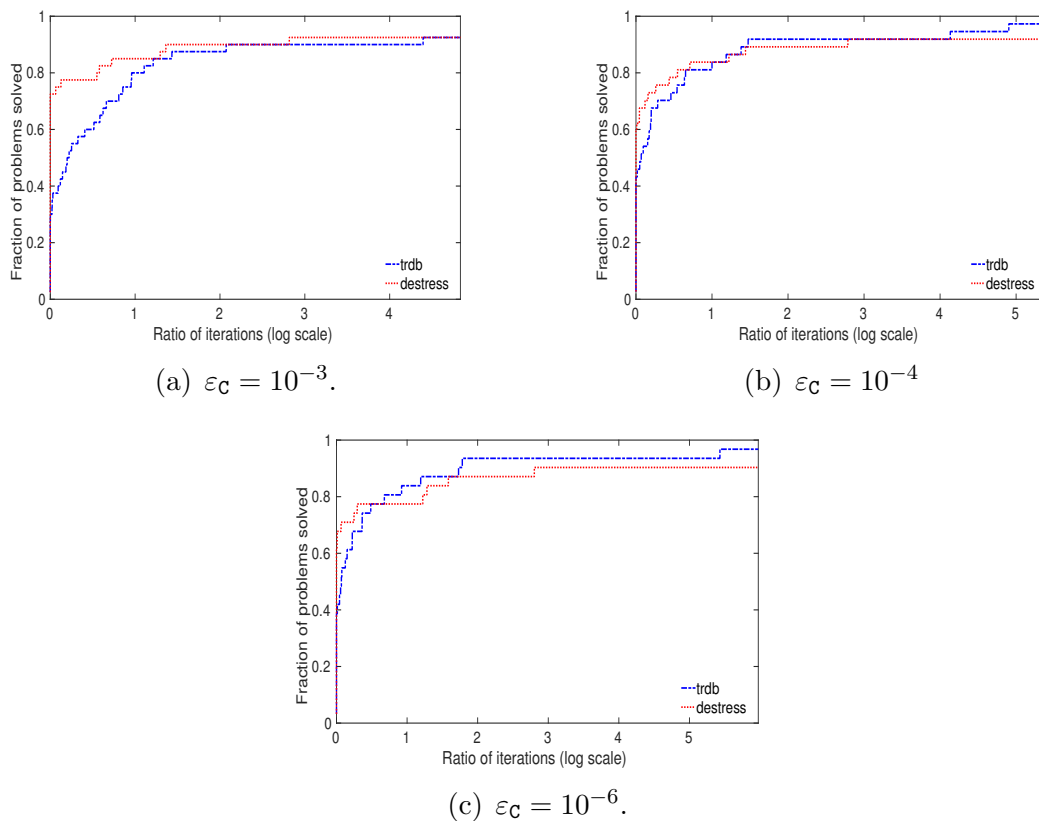 1
0.8
0.6
0.4
0.2
0
Fraction of problems solved
trdb
destress
0 1 2 3 4
Ratio of iterations (log scale)
(a) εC = 10−3.
1
0.8
0.6
0.4
0.2
0
Fraction of problems solved
trdb
destress
0 1 2 3 4 5
Ratio of iterations (log scale)
(b) εC = 10−4
1
0.8
0.6
0.4
0.2
0
Fraction of problems solved
trdb
destress
0 1 2 3 4 5
Ratio of iterations (log scale)
(c) εC = 10−6.